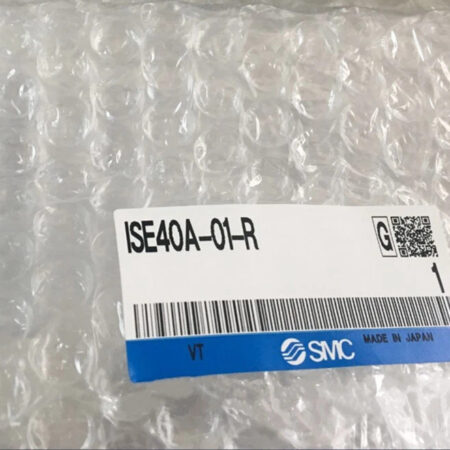 ISE40A-01-R
G
1
VT
SMC
MADE IN JAPAN